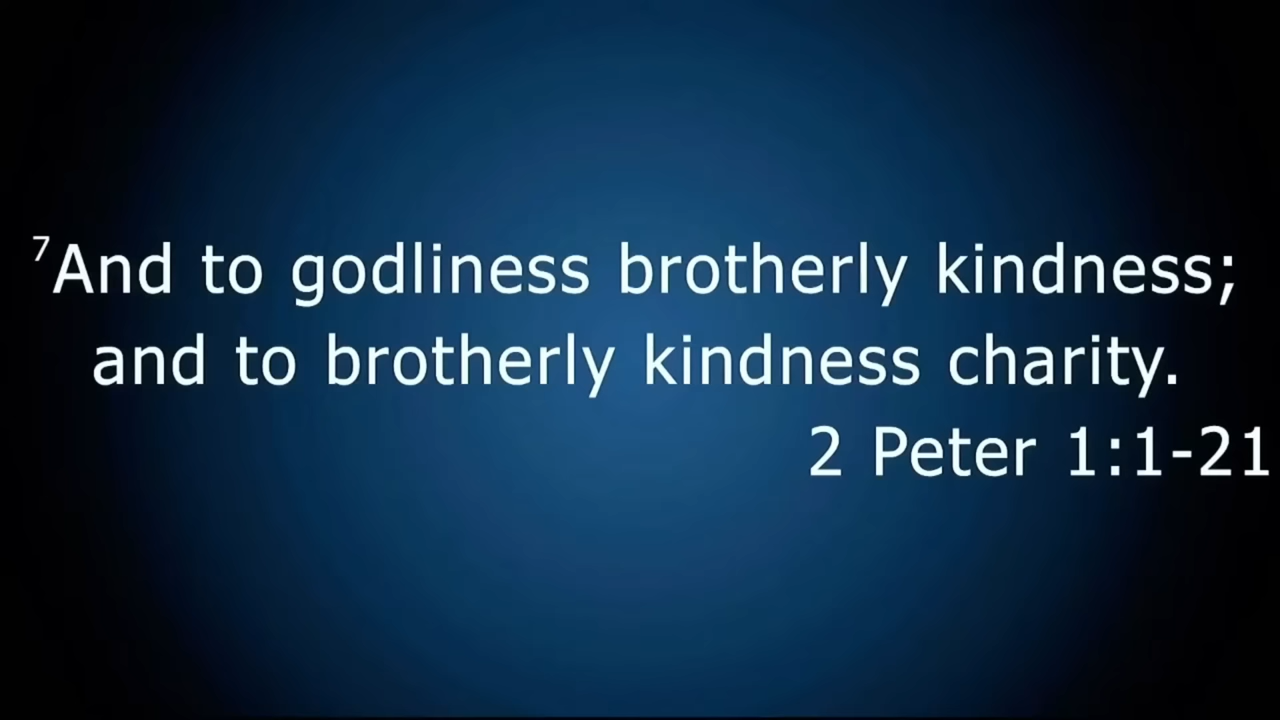 ⁷And to godliness brotherly kindness;
and to brotherly kindness charity.
2 Peter 1:1-21